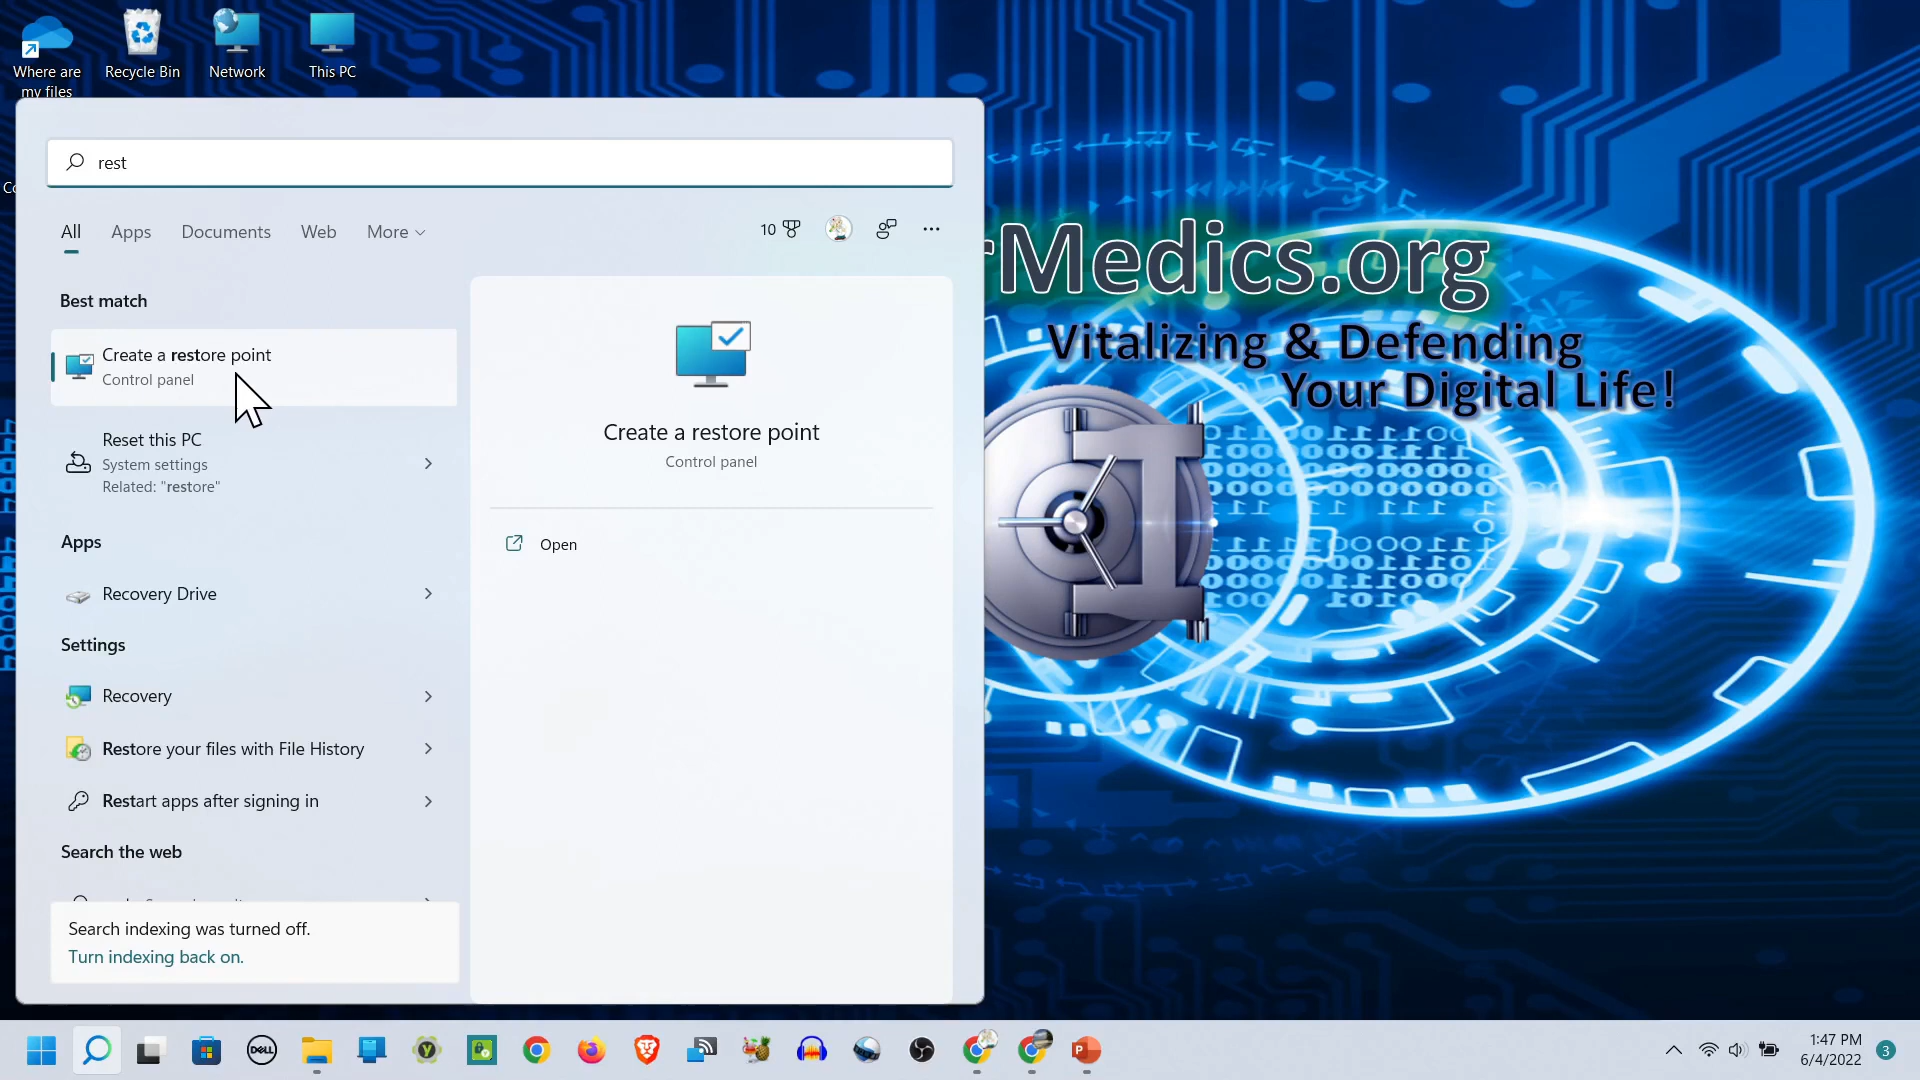 Where are
my files
Recycle Bin
Network
This PC
rest
All
Apps
Documents
Web
More
10
Best match
Create a restore point
Control panel
Reset this PC
System settings
Related: "restore"
Apps
Recovery Drive
Settings
Recovery
Restore your files with File History
Restart apps after signing in
Search the web
Search indexing was turned off.
Turn indexing back on.
Create a restore point
Control panel
Open
rMedics.org
Vitalizing & Defending
Your Digital Life!
DELL
1:47 PM
6/4/2022
3